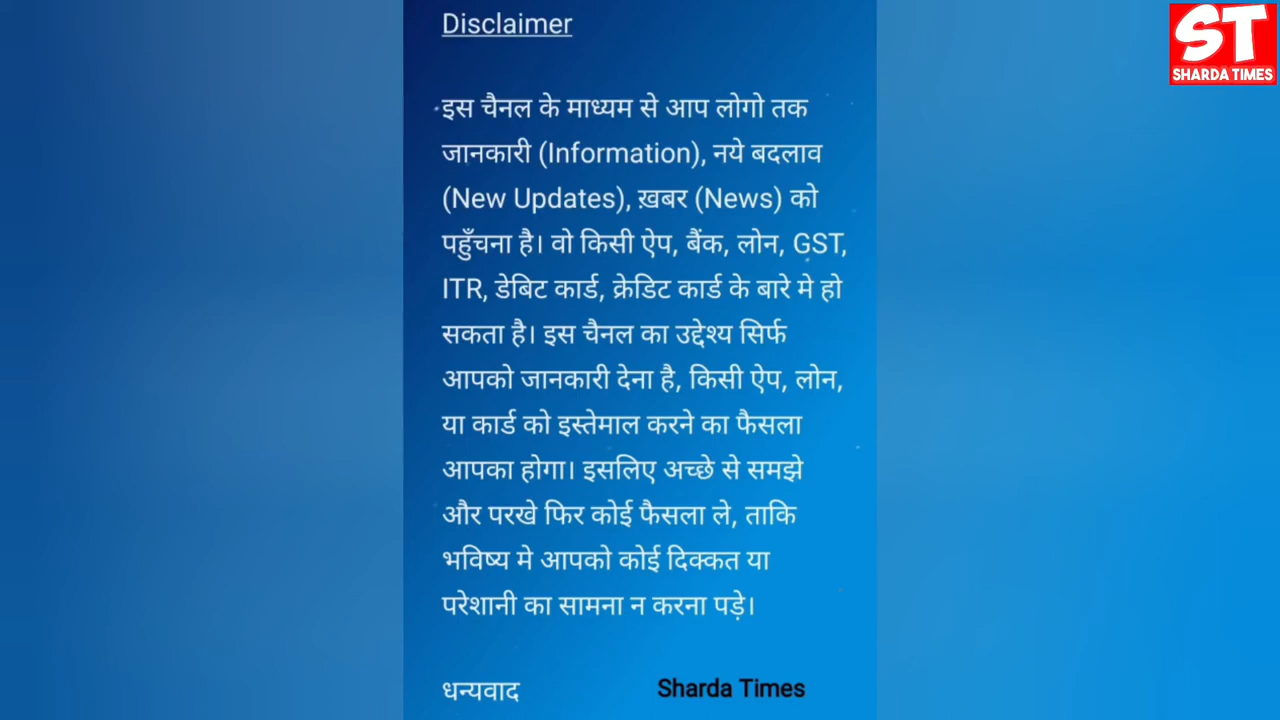 Disclaimer
इस चैनल के माध्यम से आप लोगो तक
जानकारी (Information), नये बदलाव
(New Updates), ख़बर (News) को
पहुँचना है। वो किसी ऐप, बैंक, लोन, GST,
ITR, डेबिट कार्ड, क्रेडिट कार्ड के बारे मे हो
सकता है। इस चैनल का उद्देश्य सिर्फ
आपको जानकारी देना है, किसी ऐप, लोन,
या कार्ड को इस्तेमाल करने का फैसला
आपका होगा। इसलिए अच्छे से समझे
और परखे फिर कोई फैसला ले, ताकि
भविष्य मे आपको कोई दिक्कत या
परेशानी का सामना न करना पड़े।
धन्यवाद Sharda Times
ST
SHARDA TIMES